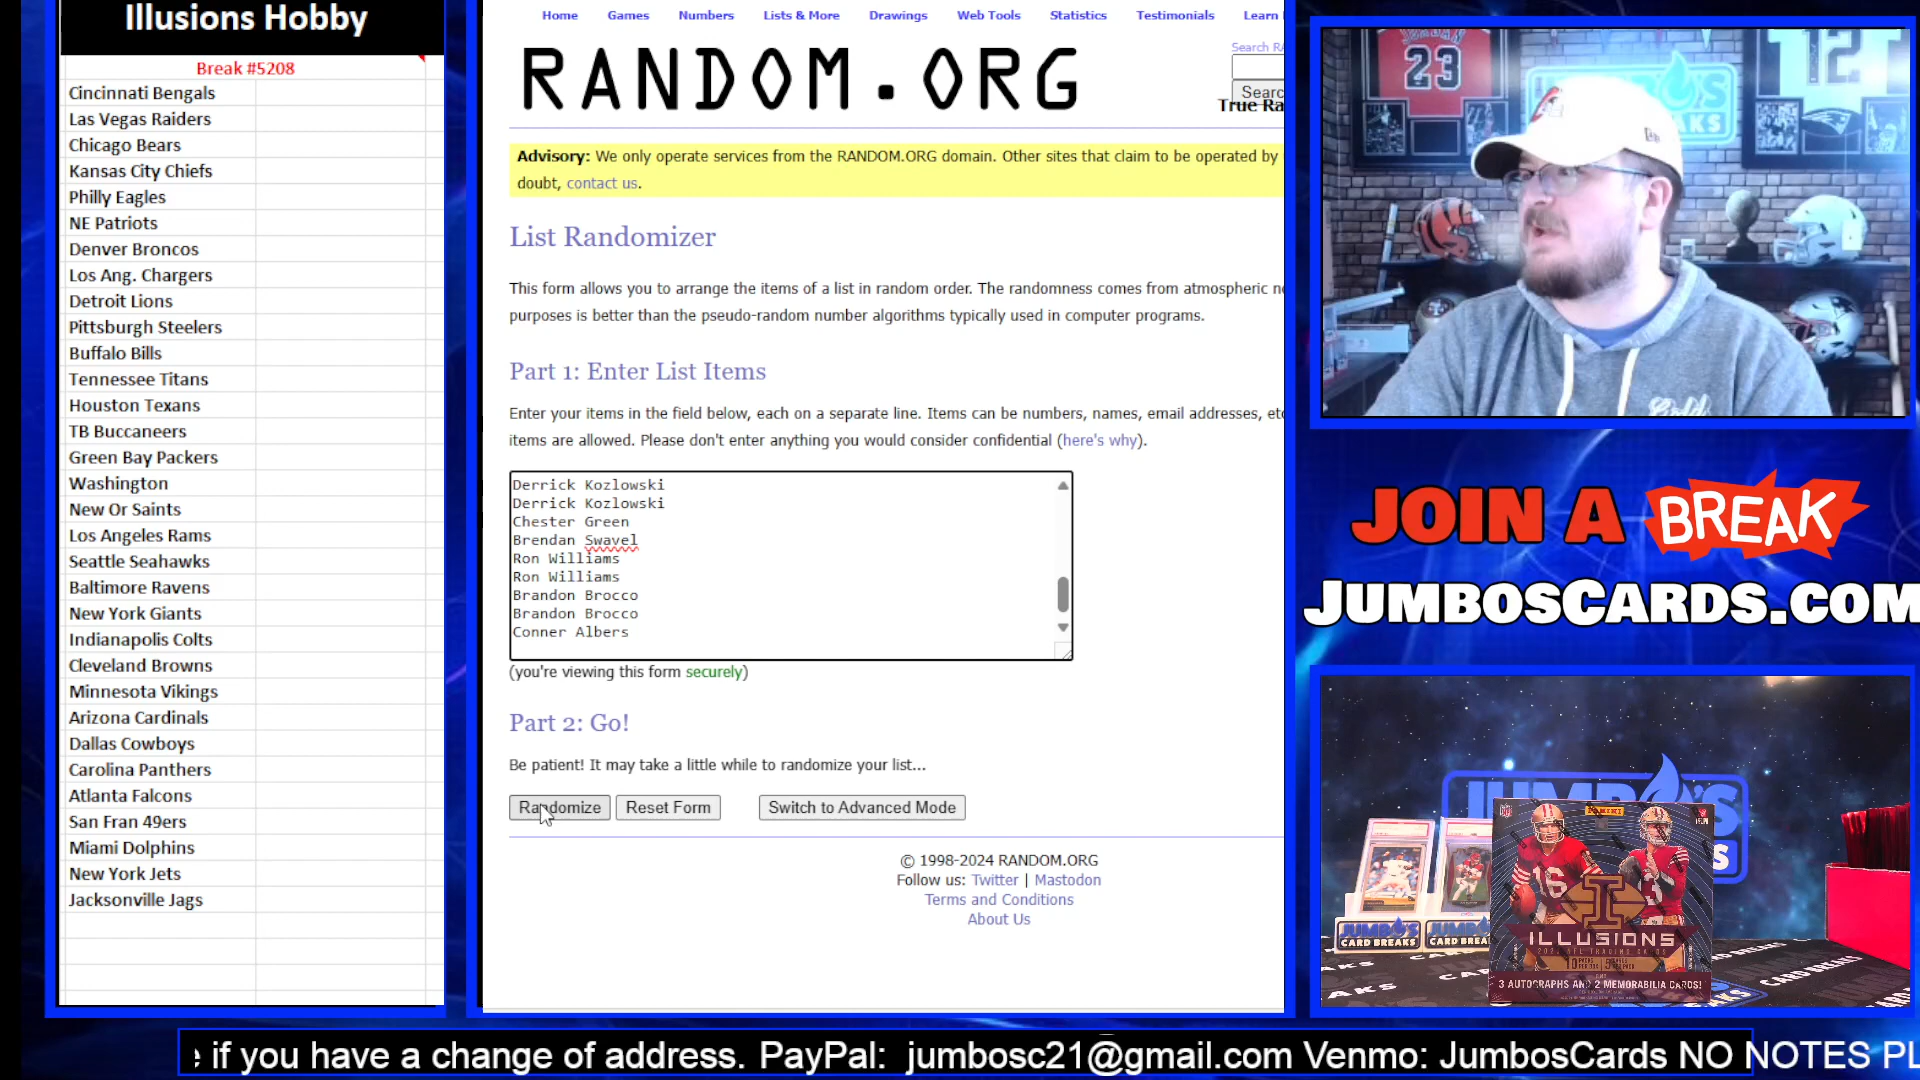 Illusions Hobby
Break #5208
Cincinnati Bengals
Las Vegas Raiders
Chicago Bears
Kansas City Chiefs
Philly Eagles
NE Patriots
Denver Broncos
Los Ang. Chargers
Detroit Lions
Pittsburgh Steelers
Buffalo Bills
Tennessee Titans
Houston Texans
TB Buccaneers
Green Bay Packers
Washington
New Or Saints
Los Angeles Rams
Seattle Seahawks
Baltimore Ravens
New York Giants
Indianapolis Colts
Cleveland Browns
Minnesota Vikings
Arizona Cardinals
Dallas Cowboys
Carolina Panthers
Atlanta Falcons
San Fran 49ers
Miami Dolphins
New York Jets
Jacksonville Jags
Home Games Numbers Lists & More Drawings Web Tools Statistics Testimonials Learn
RANDOM.ORG
Search
Searc
True Ra
Advisory: We only operate services from the RANDOM.ORG domain. Other sites that claim to be operated by
doubt, contact us.
List Randomizer
This form allows you to arrange the items of a list in random order. The randomness comes from atmospheric
purposes is better than the pseudo-random number algorithms typically used in computer programs.
Part 1: Enter List Items
Enter your items in the field below, each on a separate line. Items can be numbers, names, email addresses, etc
items are allowed. Please don't enter anything you would consider confidential (here's why).
Derrick Kozlowski
Derrick Kozlowski
Chester Green
Brendan Swavel
Ron Williams
Ron Williams
Brandon Brocco
Brandon Brocco
Conner Albers
(you're viewing this form securely)
Part 2: Go!
Be patient! It may take a little while to randomize your list...
Randomize Reset Form Switch to Advanced Mode
© 1998-2024 RANDOM.ORG
Follow us: Twitter | Mastodon
Terms and Conditions
About Us
JORDAN
23
12
JOIN A BREAK
JUMBOSCARDS.COM
JUMBO'S
CARD BREAKS
PANINI
16
I
ILLUSIONS
3 AUTOGRAPHS AND 2 MEMORABILIA CARDS!
if you have a change of address. PayPal: jumbosc21@gmail.com Venmo: JumbosCards NO NOTES PL